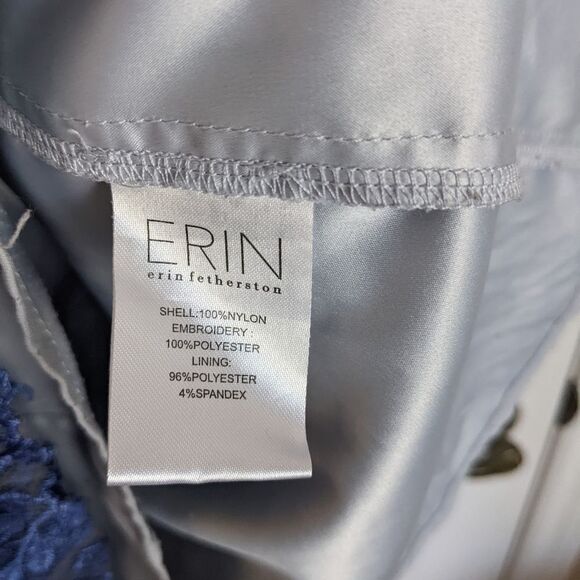 ERIN
erin fetherston
SHELL:100%NYLON
EMBROIDERY:
100%POLYESTER
LINING:
96%POLYESTER
4%SPANDEX